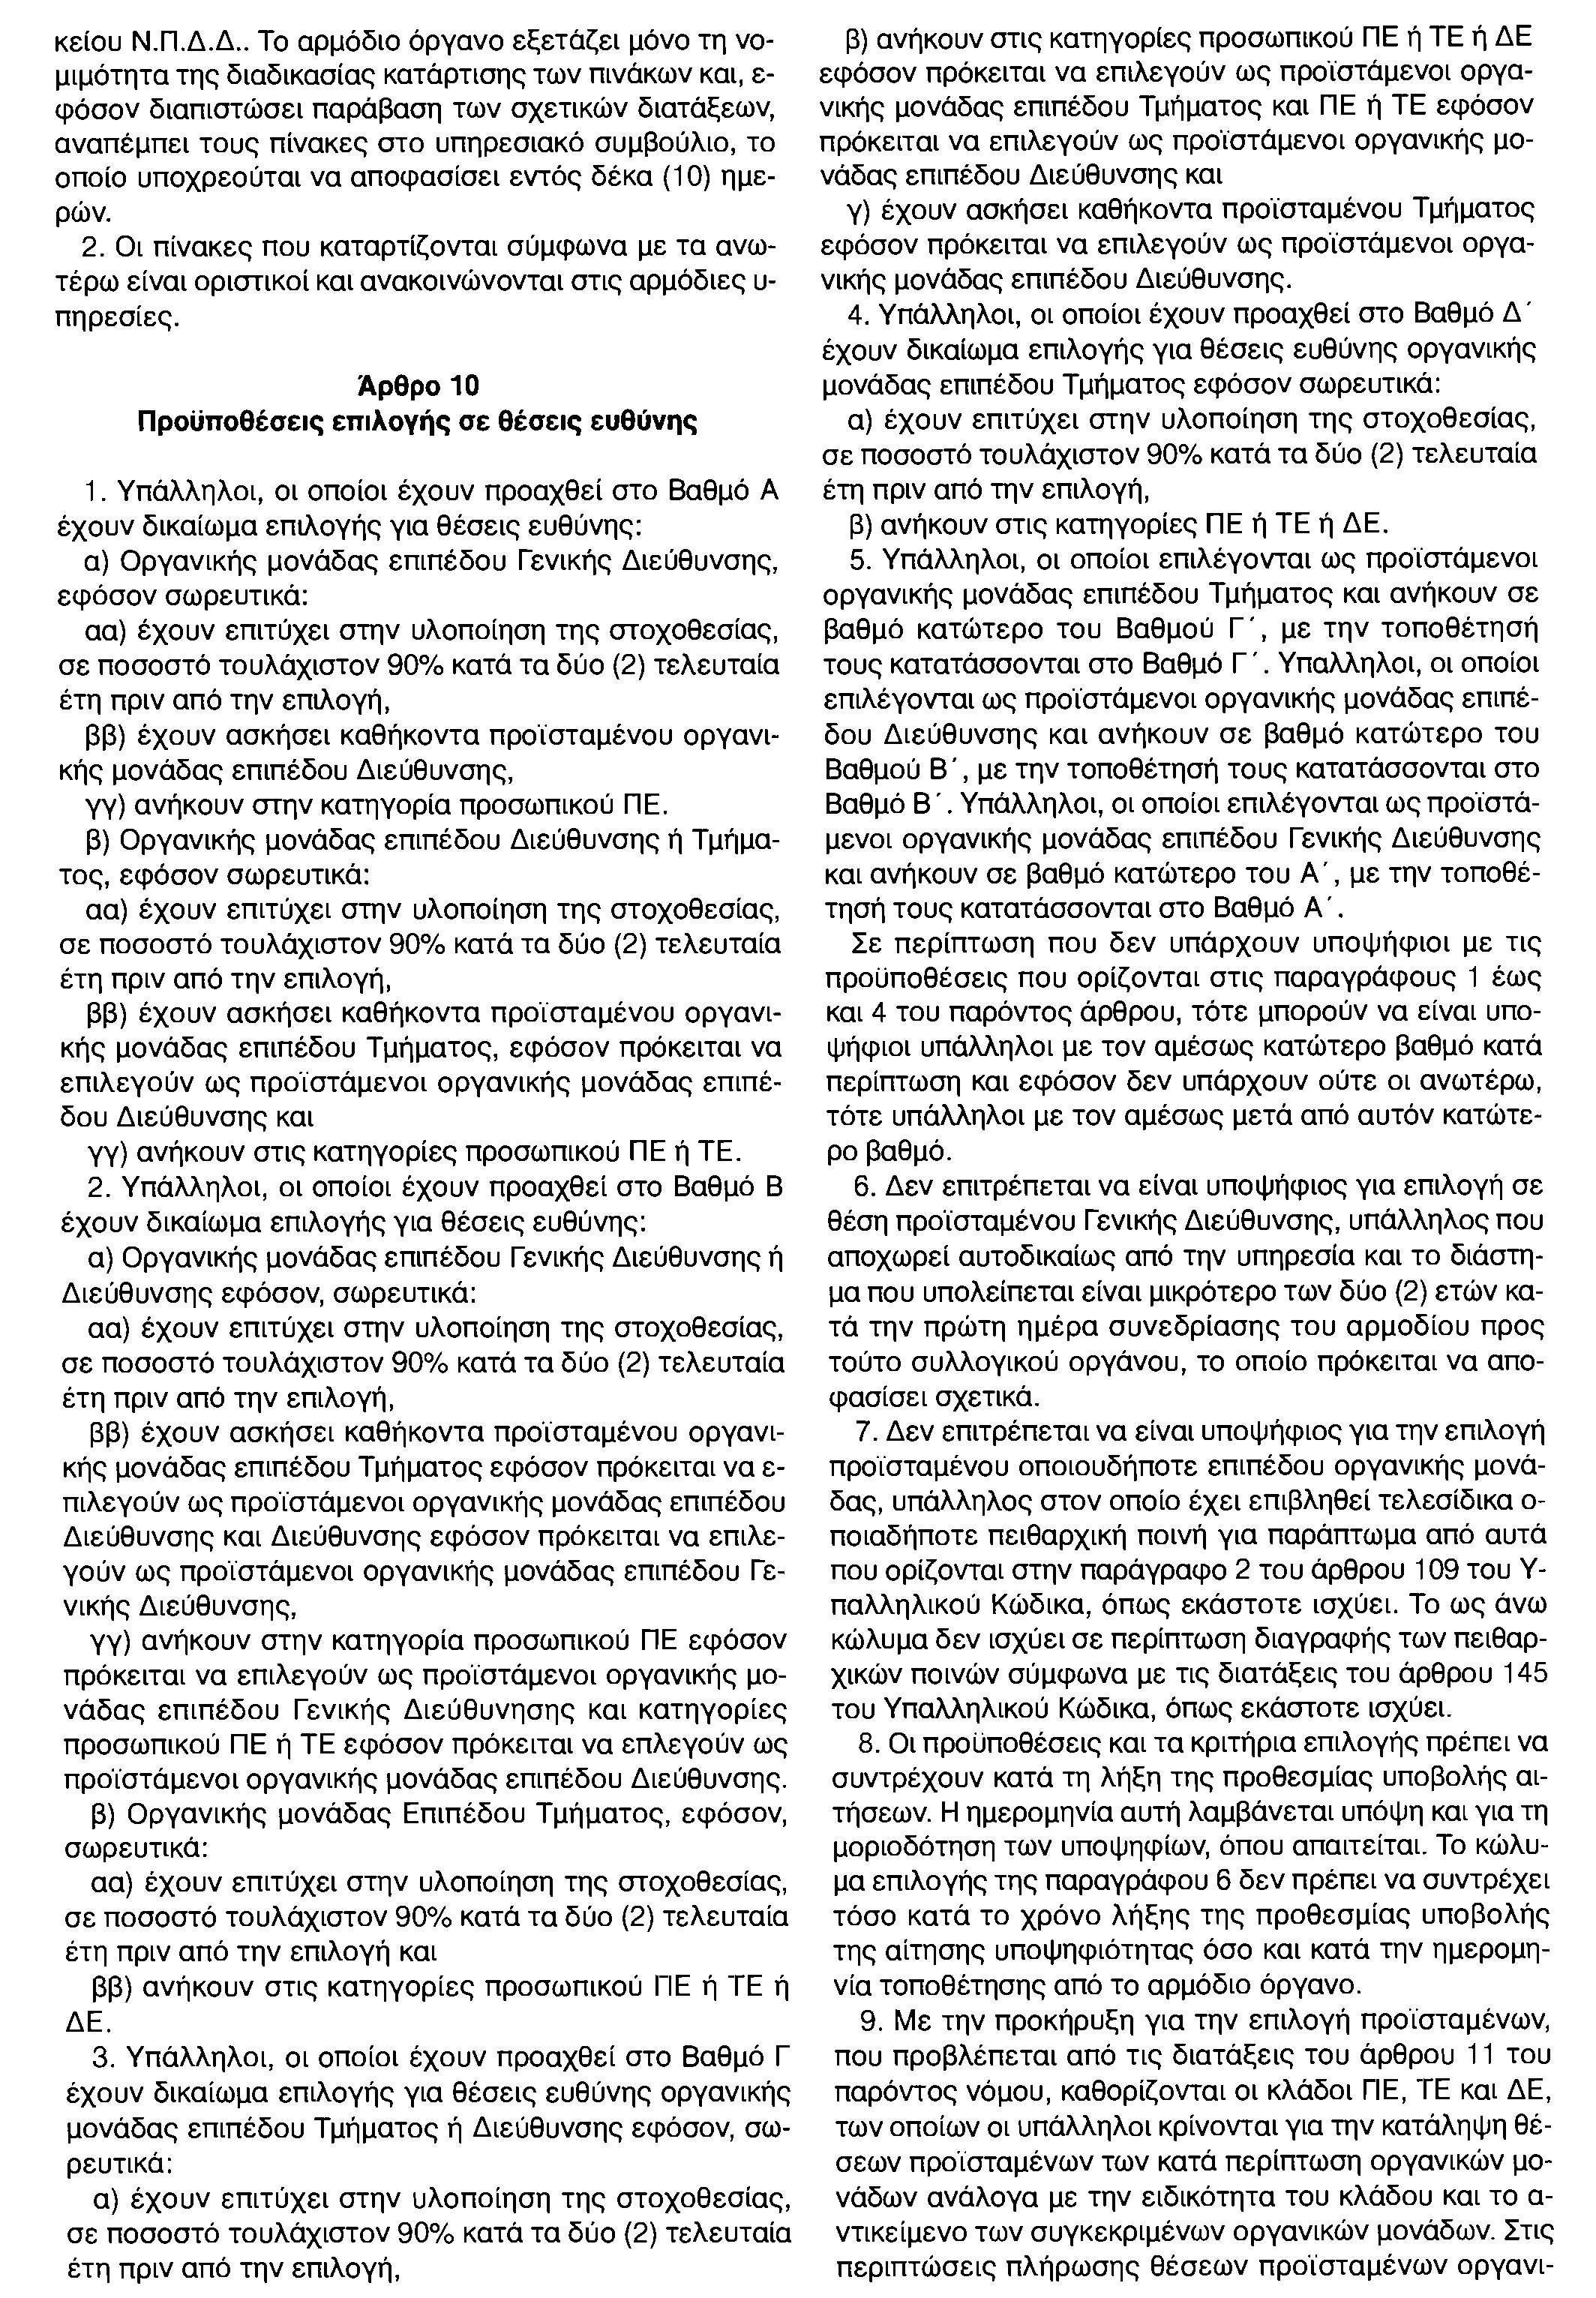 κείου Ν.Π.Δ.Δ.. Το αρμόδιο όργανο εξετάζει μόνο τη νο-
μιμότητα της διαδικασίας κατάρτισης των πινάκων και, ε-
φόσον διαπιστώσει παράβαση των σχετικών διατάξεων,
αναπέμπει τους πίνακες στο υπηρεσιακό συμβούλιο, το
οποίο υποχρεούται να αποφασίσει εντός δέκα (10) ημε-
ρών.
2. Οι πίνακες που καταρτίζονται σύμφωνα με τα ανω-
τέρω είναι οριστικοί και ανακοινώνονται στις αρμόδιες υ-
πηρεσίες.
Άρθρο 10
Προϋποθέσεις επιλογής σε θέσεις ευθύνης
1. Υπάλληλοι, οι οποίοι έχουν προαχθεί στο Βαθμό Α
έχουν δικαίωμα επιλογής για θέσεις ευθύνης:
α) Οργανικής μονάδας επιπέδου Γενικής Διεύθυνσης,
εφόσον σωρευτικά:
αα) έχουν επιτύχει στην υλοποίηση της στοχοθεσίας,
σε ποσοστό τουλάχιστον 90% κατά τα δύο (2) τελευταία
έτη πριν από την επιλογή,
ββ) έχουν ασκήσει καθήκοντα προϊσταμένου οργανι-
κής μονάδας επιπέδου Διεύθυνσης,
γγ) ανήκουν στην κατηγορία προσωπικού ΠΕ.
β) Οργανικής μονάδας επιπέδου Διεύθυνσης ή Τμήμα-
τος, εφόσον σωρευτικά:
αα) έχουν επιτύχει στην υλοποίηση της στοχοθεσίας,
σε ποσοστό τουλάχιστον 90% κατά τα δύο (2) τελευταία
έτη πριν από την επιλογή,
ββ) έχουν ασκήσει καθήκοντα προϊσταμένου οργανι-
κής μονάδας επιπέδου Τμήματος, εφόσον πρόκειται να
επιλεγούν ως προϊστάμενοι οργανικής μονάδας επιπέ-
δου Διεύθυνσης και
γγ) ανήκουν στις κατηγορίες προσωπικού ΠΕ ή ΤΕ.
2. Υπάλληλοι, οι οποίοι έχουν προαχθεί στο Βαθμό Β
έχουν δικαίωμα επιλογής για θέσεις ευθύνης:
α) Οργανικής μονάδας επιπέδου Γενικής Διεύθυνσης ή
Διεύθυνσης εφόσον, σωρευτικά:
αα) έχουν επιτύχει στην υλοποίηση της στοχοθεσίας,
σε ποσοστό τουλάχιστον 90% κατά τα δύο (2) τελευταία
έτη πριν από την επιλογή,
ββ) έχουν ασκήσει καθήκοντα προϊσταμένου οργανι-
κής μονάδας επιπέδου Τμήματος εφόσον πρόκειται να ε-
πιλεγούν ως προϊστάμενοι οργανικής μονάδας επιπέδου
Διεύθυνσης και Διεύθυνσης εφόσον πρόκειται να επιλε-
γούν ως προϊστάμενοι οργανικής μονάδας επιπέδου Γε-
νικής Διεύθυνσης,
γγ) ανήκουν στην κατηγορία προσωπικού ΠΕ εφόσον
πρόκειται να επιλεγούν ως προϊστάμενοι οργανικής μο-
νάδας επιπέδου Γενικής Διεύθυνησης και κατηγορίες
προσωπικού ΠΕ ή ΤΕ εφόσον πρόκειται να επλεγούν ως
προϊστάμενοι οργανικής μονάδας επιπέδου Διεύθυνσης.
β) Οργανικής μονάδας Επιπέδου Τμήματος, εφόσον,
σωρευτικά:
αα) έχουν επιτύχει στην υλοποίηση της στοχοθεσίας,
σε ποσοστό τουλάχιστον 90% κατά τα δύο (2) τελευταία
έτη πριν από την επιλογή και
ββ) ανήκουν στις κατηγορίες προσωπικού ΠΕ ή ΤΕ ή
ΔΕ.
3. Υπάλληλοι, οι οποίοι έχουν προαχθεί στο Βαθμό Γ
έχουν δικαίωμα επιλογής για θέσεις ευθύνης οργανικής
μονάδας επιπέδου Τμήματος ή Διεύθυνσης εφόσον, σω-
ρευτικά:
α) έχουν επιτύχει στην υλοποίηση της στοχοθεσίας,
σε ποσοστό τουλάχιστον 90% κατά τα δύο (2) τελευταία
έτη πριν από την επιλογή,
β) ανήκουν στις κατηγορίες προσωπικού ΠΕ ή ΤΕ ή ΔΕ
εφόσον πρόκειται να επιλεγούν ως προϊστάμενοι οργα-
νικής μονάδας επιπέδου Τμήματος και ΠΕ ή ΤΕ εφόσον
πρόκειται να επιλεγούν ως προϊστάμενοι οργανικής μο-
νάδας επιπέδου Διεύθυνσης και
γ) έχουν ασκήσει καθήκοντα προϊσταμένου Τμήματος
εφόσον πρόκειται να επιλεγούν ως προϊστάμενοι οργα-
νικής μονάδας επιπέδου Διεύθυνσης.
4. Υπάλληλοι, οι οποίοι έχουν προαχθεί στο Βαθμό Δ΄
έχουν δικαίωμα επιλογής για θέσεις ευθύνης οργανικής
μονάδας επιπέδου Τμήματος εφόσον σωρευτικά:
α) έχουν επιτύχει στην υλοποίηση της στοχοθεσίας,
σε ποσοστό τουλάχιστον 90% κατά τα δύο (2) τελευταία
έτη πριν από την επιλογή,
β) ανήκουν στις κατηγορίες ΠΕ ή ΤΕ ή ΔΕ.
5. Υπάλληλοι, οι οποίοι επιλέγονται ως προϊστάμενοι
οργανικής μονάδας επιπέδου Τμήματος και ανήκουν σε
βαθμό κατώτερο του Βαθμού Γ΄, με την τοποθέτησή
τους κατατάσσονται στο Βαθμό Γ΄. Υπαλληλοι, οι οποίοι
επιλέγονται ως προϊστάμενοι οργανικής μονάδας επιπέ-
δου Διεύθυνσης και ανήκουν σε βαθμό κατώτερο του
Βαθμού Β΄, με την τοποθέτησή τους κατατάσσονται στο
Βαθμό Β΄. Υπάλληλοι, οι οποίοι επιλέγονται ως προϊστά-
μενοι οργανικής μονάδας επιπέδου Γενικής Διεύθυνσης
και ανήκουν σε βαθμό κατώτερο του Α΄, με την τοποθέ-
τησή τους κατατάσσονται στο Βαθμό Α΄.
Σε περίπτωση που δεν υπάρχουν υποψήφιοι με τις
προϋποθέσεις που ορίζονται στις παραγράφους 1 έως
και 4 του παρόντος άρθρου, τότε μπορούν να είναι υπο-
ψήφιοι υπάλληλοι με τον αμέσως κατώτερο βαθμό κατά
περίπτωση και εφόσον δεν υπάρχουν ούτε οι ανωτέρω,
τότε υπάλληλοι με τον αμέσως μετά από αυτόν κατώτε-
ρο βαθμό.
6. Δεν επιτρέπεται να είναι υποψήφιος για επιλογή σε
θέση προϊσταμένου Γενικής Διεύθυνσης, υπάλληλος που
αποχωρεί αυτοδικαίως από την υπηρεσία και το διάστη-
μα που υπολείπεται είναι μικρότερο των δύο (2) ετών κα-
τά την πρώτη ημέρα συνεδρίασης του αρμοδίου προς
τούτο συλλογικού οργάνου, το οποίο πρόκειται να απο-
φασίσει σχετικά.
7. Δεν επιτρέπεται να είναι υποψήφιος για την επιλογή
προϊσταμένου οποιουδήποτε επιπέδου οργανικής μονά-
δας, υπάλληλος στον οποίο έχει επιβληθεί τελεσίδικα ο-
ποιαδήποτε πειθαρχική ποινή για παράπτωμα από αυτά
που ορίζονται στην παράγραφο 2 του άρθρου 109 του Υ-
παλληλικού Κώδικα, όπως εκάστοτε ισχύει. Το ως άνω
κώλυμα δεν ισχύει σε περίπτωση διαγραφής των πειθαρ-
χικών ποινών σύμφωνα με τις διατάξεις του άρθρου 145
του Υπαλληλικού Κώδικα, όπως εκάστοτε ισχύει.
8. Οι προϋποθέσεις και τα κριτήρια επιλογής πρέπει να
συντρέχουν κατά τη λήξη της προθεσμίας υποβολής αι-
τήσεων. Η ημερομηνία αυτή λαμβάνεται υπόψη και για τη
μοριοδότηση των υποψηφίων, όπου απαιτείται. Το κώλυ-
μα επιλογής της παραγράφου 6 δεν πρέπει να συντρέχει
τόσο κατά το χρόνο λήξης της προθεσμίας υποβολής
της αίτησης υποψηφιότητας όσο και κατά την ημερομη-
νία τοποθέτησης από το αρμόδιο όργανο.
9. Με την προκήρυξη για την επιλογή προϊσταμένων,
που προβλέπεται από τις διατάξεις του άρθρου 11 του
παρόντος νόμου, καθορίζονται οι κλάδοι ΠΕ, ΤΕ και ΔΕ,
των οποίων οι υπάλληλοι κρίνονται για την κατάληψη θέ-
σεων προϊσταμένων των κατά περίπτωση οργανικών μο-
νάδων ανάλογα με την ειδικότητα του κλάδου και το α-
ντικείμενο των συγκεκριμένων οργανικών μονάδων. Στις
περιπτώσεις πλήρωσης θέσεων προϊσταμένων οργανι-